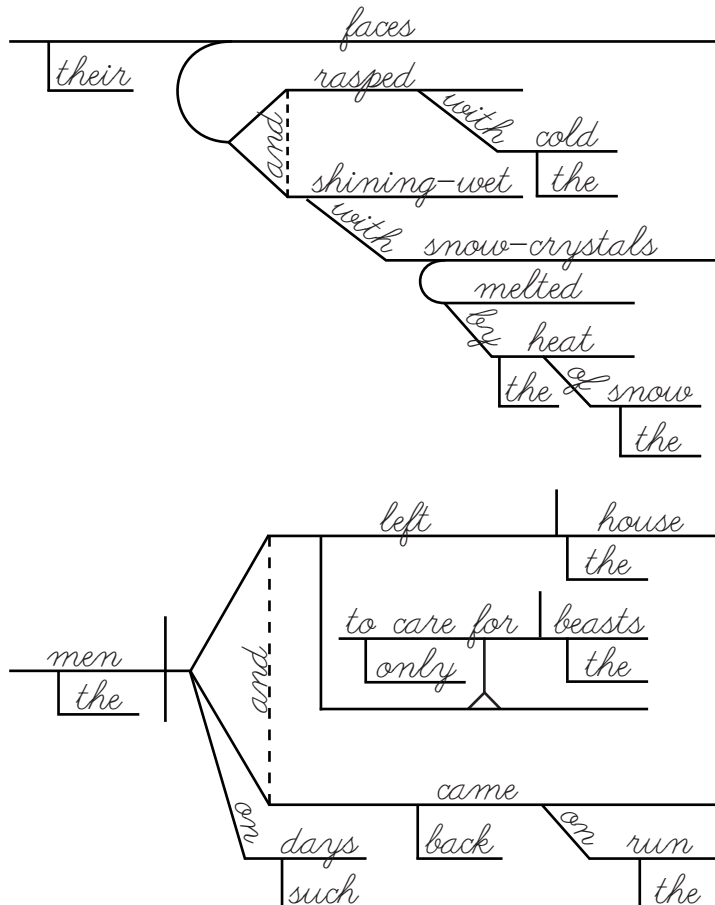 faces
their
rasped
with
cold
the
and
shining-wet
with
snow-crystals
melted
by
heat
the
of
snow
the
left
house
the
to care for
beasts
only
the
and
men
the
came
on
days
such
back
on
run
the